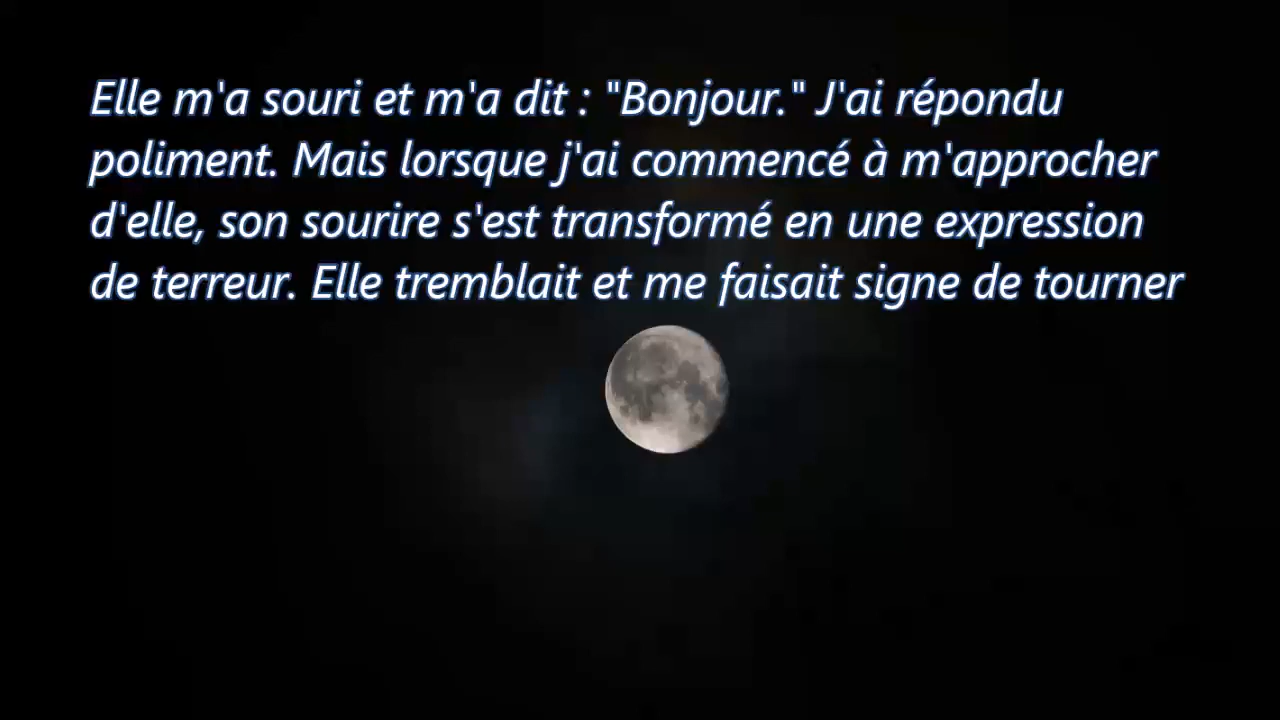 Elle m'a souri et m'a dit : "Bonjour." J'ai répondu
poliment. Mais lorsque j'ai commencé à m'approcher
d'elle, son sourire s'est transformé en une expression
de terreur. Elle tremblait et me faisait signe de tourner